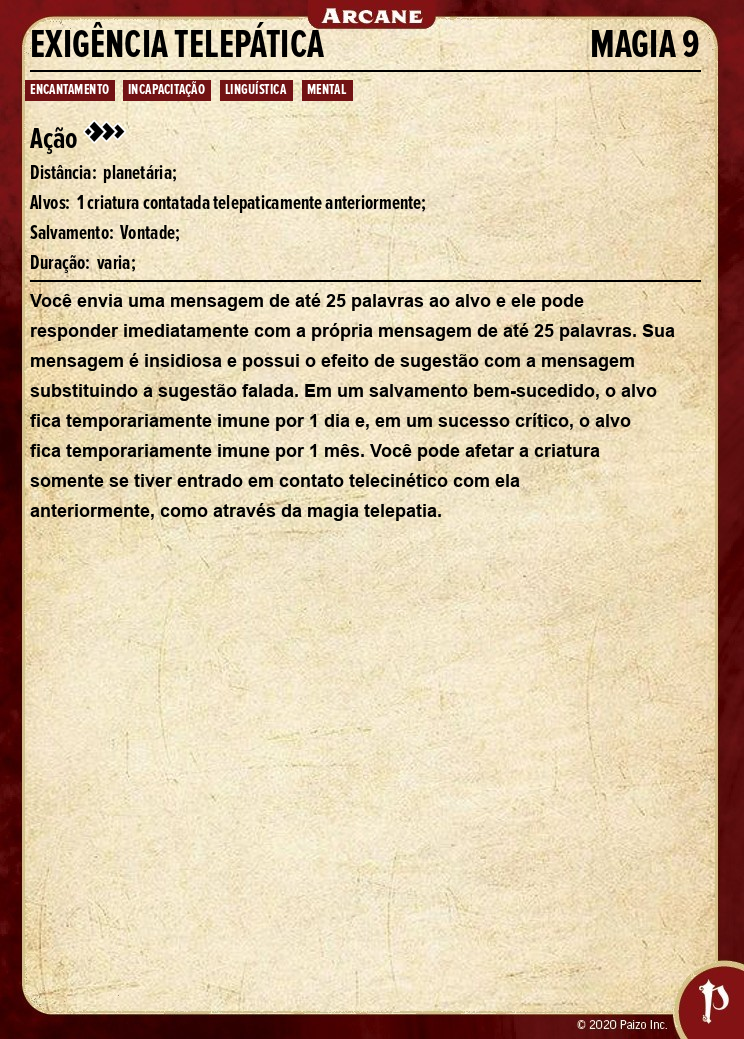 ARCANE
EXIGÊNCIA TELEPÁTICA MAGIA 9
ENCANTAMENTO INCAPACITAÇÃO LINGUÍSTICA MENTAL
Ação
Distância: planetária;
Alvos: 1 criatura contatada telepaticamente anteriormente;
Salvamento: Vontade;
Duração: varia;
Você envia uma mensagem de até 25 palavras ao alvo e ele pode
responder imediatamente com a própria mensagem de até 25 palavras. Sua
mensagem é insidiosa e possui o efeito de sugestão com a mensagem
substituindo a sugestão falada. Em um salvamento bem-sucedido, o alvo
fica temporariamente imune por 1 dia e, em um sucesso crítico, o alvo
fica temporariamente imune por 1 mês. Você pode afetar a criatura
somente se tiver entrado em contato telecinético com ela
anteriormente, como através da magia telepatia.
© 2020 Paizo Inc.
P